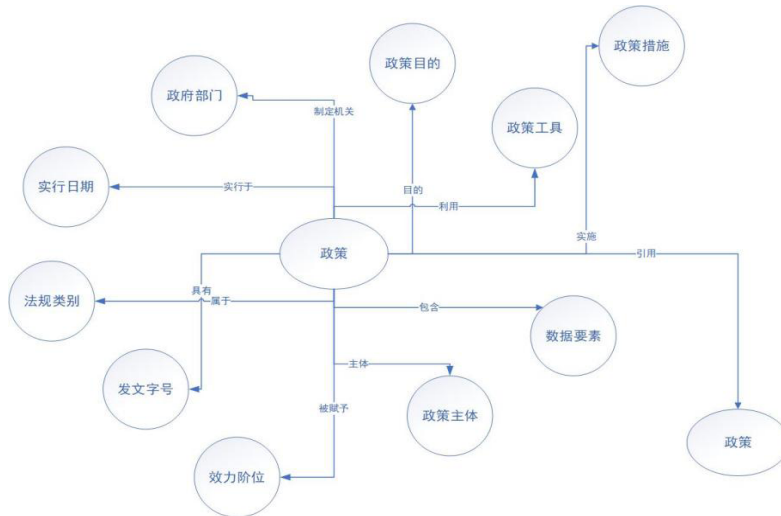 政策措施
政策目的
政府部门
制定机关
政策工具
目的
实行日期
实行于
利用
实施
政策
引用
具有
法规类别
属于
包含
数据要素
主体
发文字号
被赋予
政策主体
政策
效力阶位